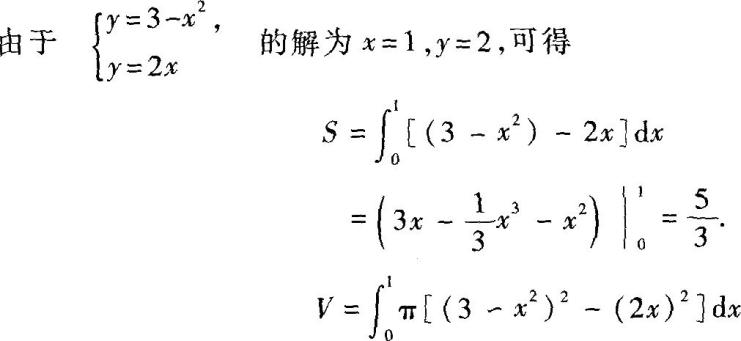 由于 { y=3-x², y=2x 的解为 x=1,y=2,可得
S = ∫₀¹ [(3 - x²) - 2x]dx
= (3x - 1/3 x³ - x²) |₀¹ = 5/3.
V = ∫₀¹ π[(3 - x²)² - (2x)²]dx